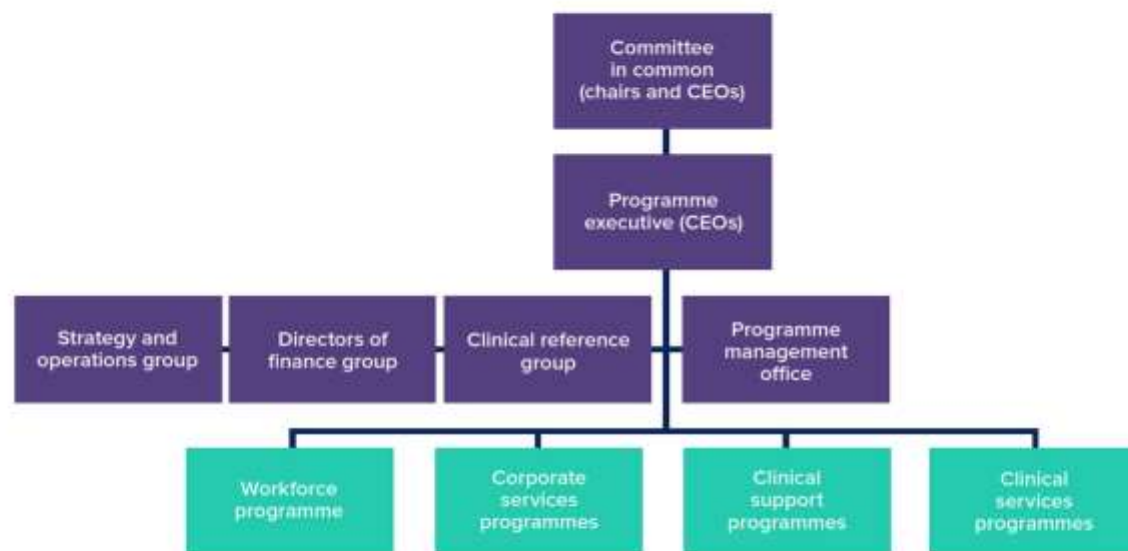 Committee
in common
(chairs and CEOs)
Programme
executive (CEOs)
Strategy and
operations group
Directors of
finance group
Clinical reference
group
Programme
management
office
Workforce
programme
Corporate
services
programmes
Clinical
support
programmes
Clinical
services
programmes